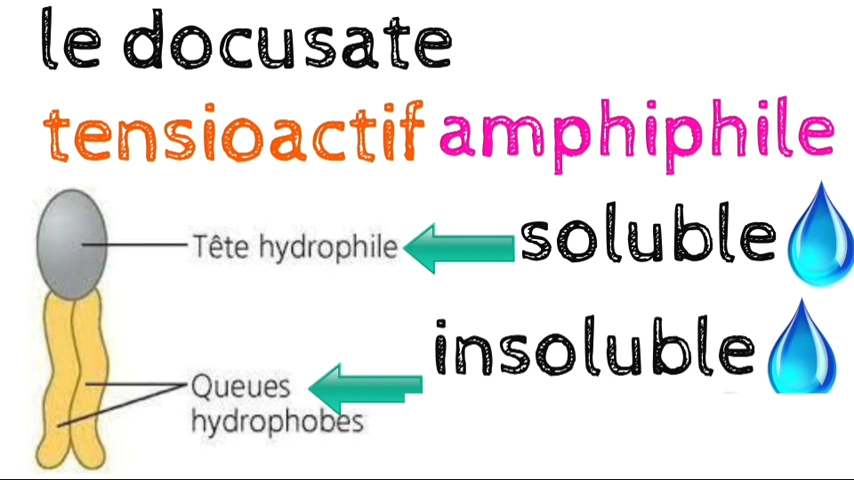 le docusate
tensioactif amphiphile
Tête hydrophile
soluble
insoluble
Queues
hydrophobes